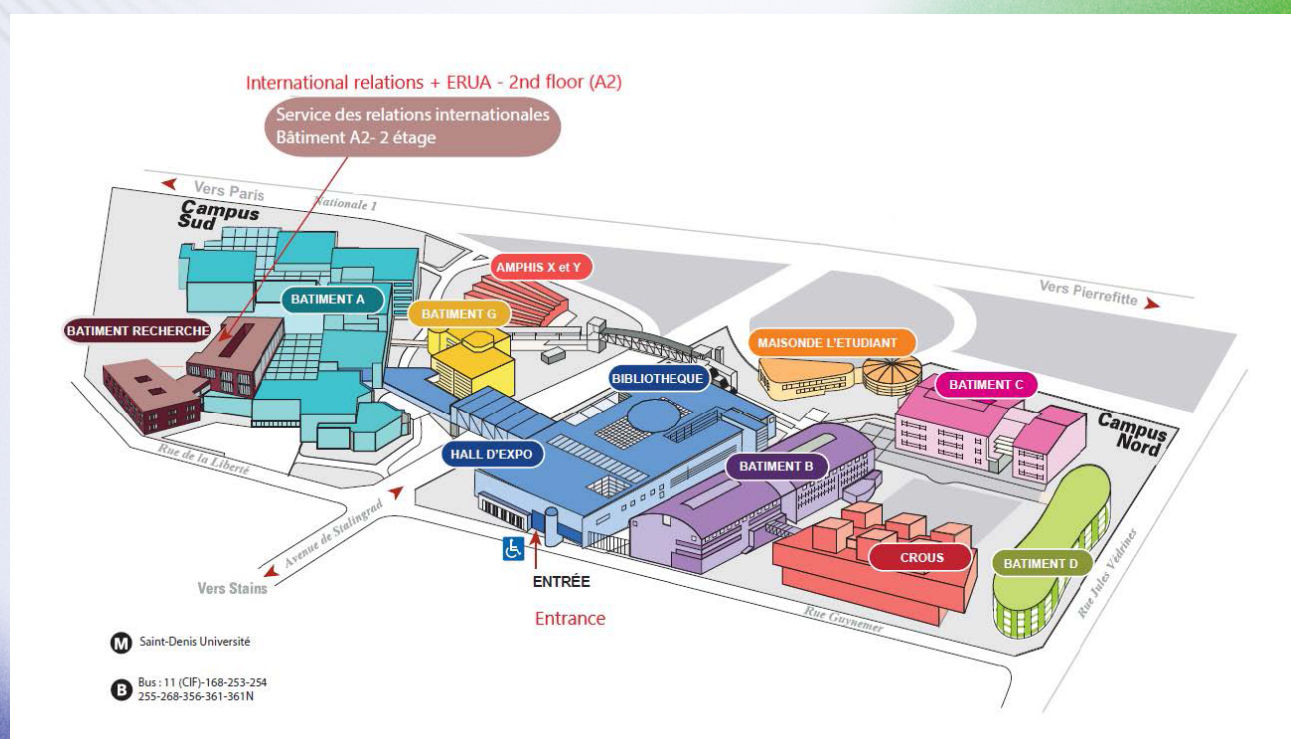 International relations + ERUA - 2nd floor (A2)
Service des relations internationales
Bâtiment A2- 2 étage
Vers Paris
Nationale 1
Campus
Sud
AMPHIS X et Y
Vers Pierrefitte
BATIMENT A
BATIMENT G
BATIMENT RECHERCHE
MAISONDE L'ETUDIANT
BIBLIOTHEQUE
BATIMENT C
Campus
Nord
HALL D'EXPO
BATIMENT B
Rue de la Liberté
Avenue de Stalingrad
CROUS
BATIMENT D
Rue Jules Védrines
Vers Stains
ENTRÉE
Entrance
Rue Guynemer
M Saint-Denis Université
B Bus : 11 (CIF)-168-253-254
255-268-356-361-361N